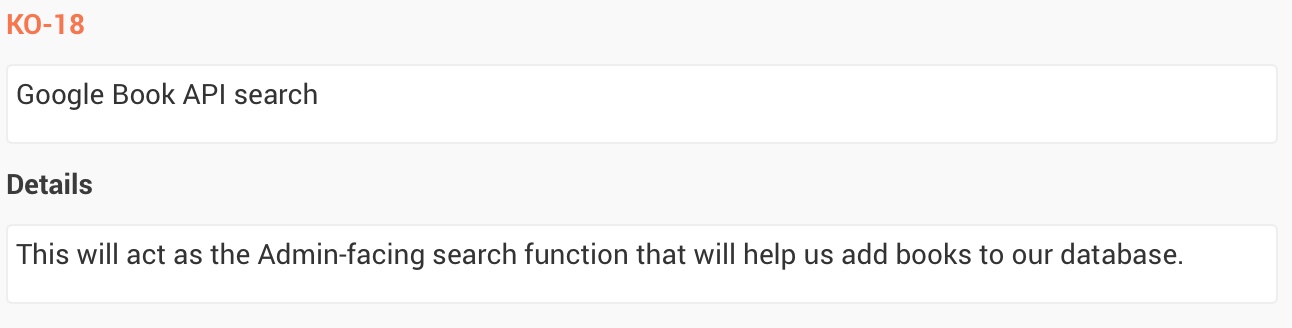 KO-18
Google Book API search
Details
This will act as the Admin-facing search function that will help us add books to our database.